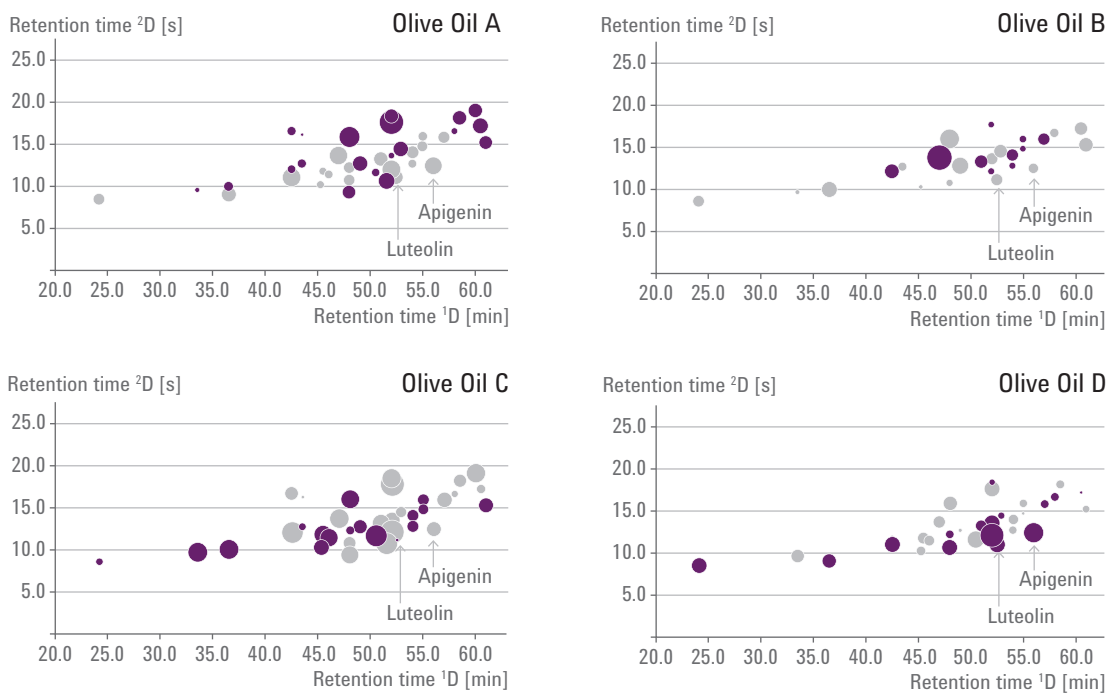 Retention time ²D [s]
Olive Oil A
25.0
20.0
15.0
10.0
5.0
Apigenin
Luteolin
20.0 25.0 30.0 35.0 40.0 45.0 50.0 55.0 60.0
Retention time ¹D [min]
Retention time ²D [s]
Olive Oil B
25.0
20.0
15.0
10.0
5.0
Apigenin
Luteolin
20.0 25.0 30.0 35.0 40.0 45.0 50.0 55.0 60.0
Retention time ¹D [min]
Retention time ²D [s]
Olive Oil C
25.0
20.0
15.0
10.0
5.0
Apigenin
Luteolin
20.0 25.0 30.0 35.0 40.0 45.0 50.0 55.0 60.0
Retention time ¹D [min]
Retention time ²D [s]
Olive Oil D
25.0
20.0
15.0
10.0
5.0
Apigenin
Luteolin
20.0 25.0 30.0 35.0 40.0 45.0 50.0 55.0 60.0
Retention time ¹D [min]